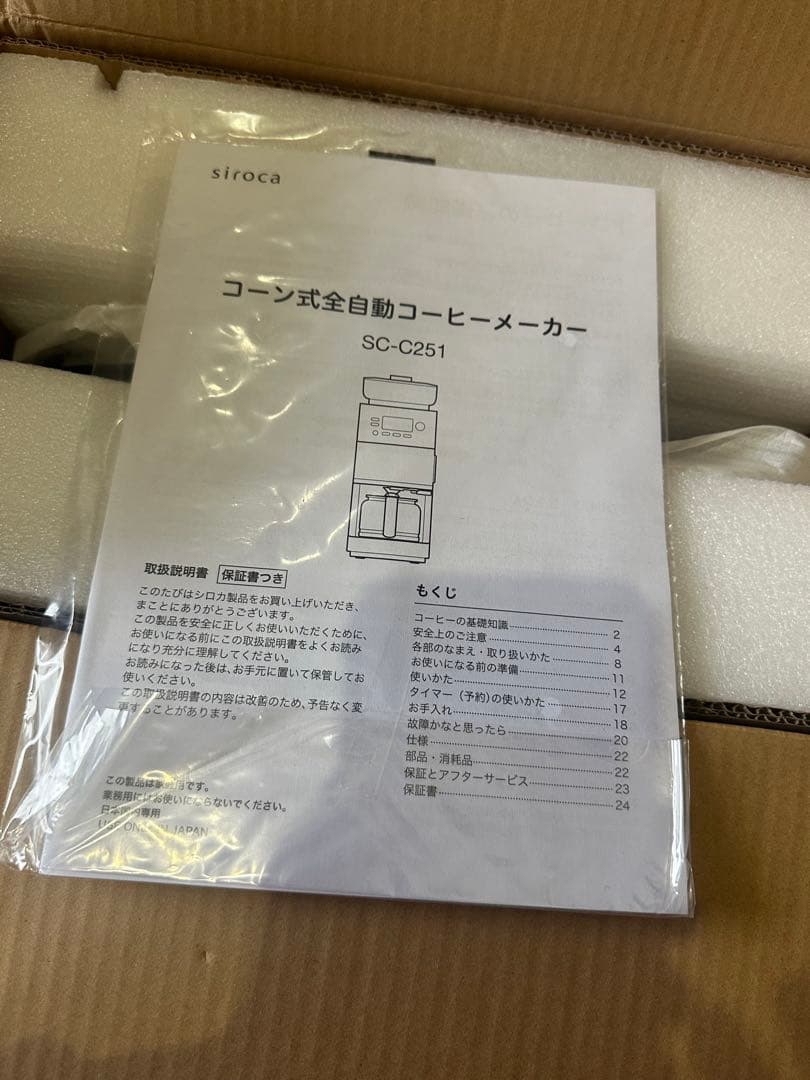 siroca
コーン式全自動コーヒーメーカー
SC-C251
取扱説明書 保証書つき
このたびはシロカ製品をお買い上げいただき、
まことにありがとうございます。
この製品を安全に正しくお使いいただくために、
お使いになる前にこの取扱説明書をよくお読み
になり充分に理解してください。
お読みになった後は、お手元に置いて保管してお
使いください。
この取扱説明書の内容は改善のため、予告なく変
更することがあります。
この製品は家庭用です。
業務用にはお使いにならないでください。
日本国内専用
USE ONLY IN JAPAN
もくじ
コーヒーの基礎知識 2
安全上のご注意 4
各部のなまえ・取り扱いかた 8
お使いになる前の準備 11
使いかた 12
タイマー（予約）の使いかた 17
お手入れ 18
故障かなと思ったら 20
仕様 22
部品・消耗品 22
保証とアフターサービス 23
保証書 24